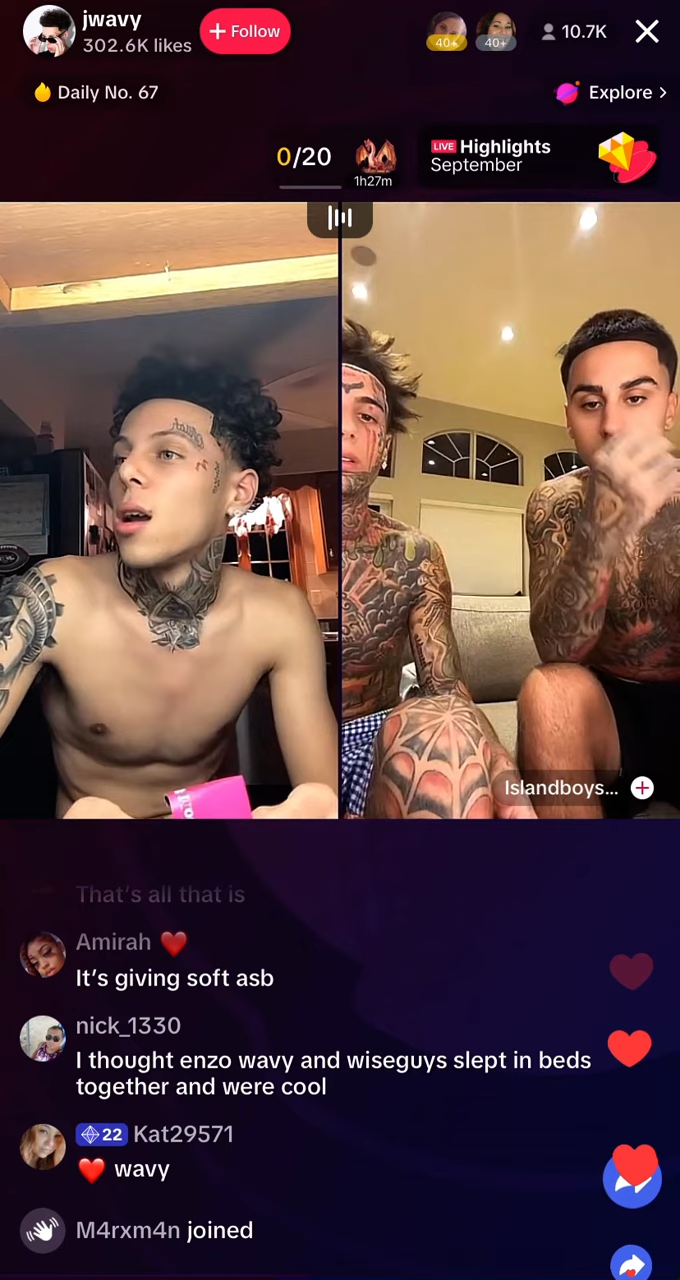 jwavy
302.6K likes
+ Follow
40+
40+
10.7K
Daily No. 67
Explore >
0/20
1h27m
LIVE Highlights
September
Islandboys...
That's all that is
Amirah ❤️
It's giving soft asb
nick_1330
I thought enzo wavy and wiseguys slept in beds
together and were cool
22 Kat29571
❤️ wavy
M4rxm4n joined